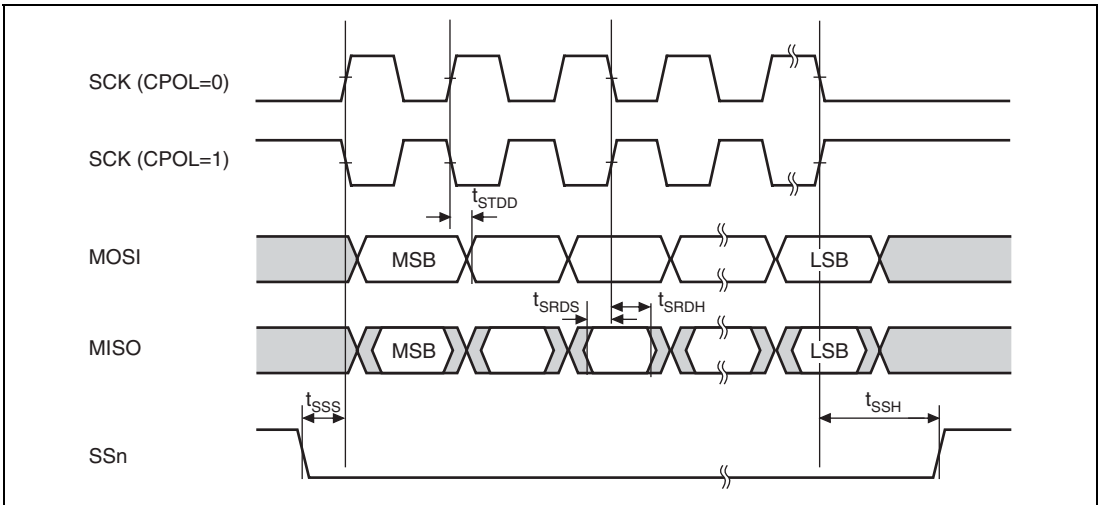 SCK (CPOL=0)
SCK (CPOL=1)
tSTDD
MOSI
MSB
LSB
tSRDS
tSRDH
MISO
MSB
LSB
tSSS
tSSH
SSn